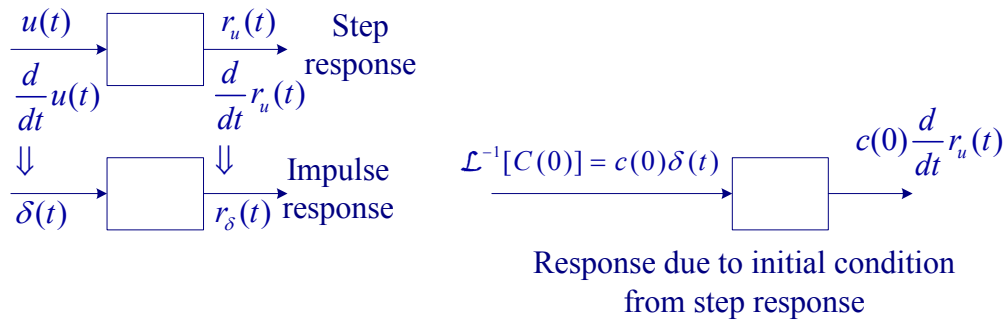 u(t)
r_u(t)
Step
response
d/dt u(t)
d/dt r_u(t)
⇓
⇓
δ(t)
r_δ(t)
Impulse
response
ℒ⁻¹[C(0)] = c(0)δ(t)
c(0) d/dt r_u(t)
Response due to initial condition
from step response